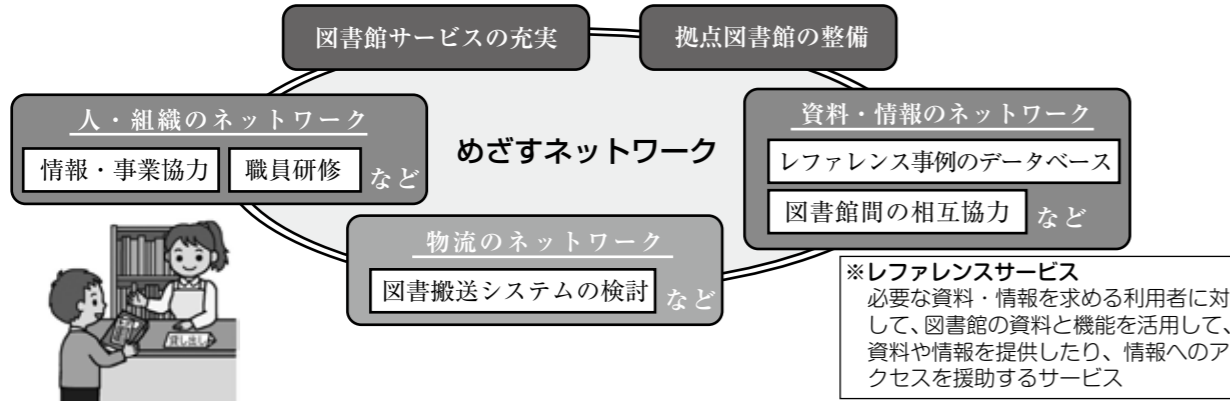 図書館サービスの充実
拠点図書館の整備
人・組織のネットワーク
情報・事業協力
職員研修
など
めざすネットワーク
資料・情報のネットワーク
レファレンス事例のデータベース
図書館間の相互協力
など
物流のネットワーク
図書搬送システムの検討
など
貸し出し
※レファレンスサービス
必要な資料・情報を求める利用者に対
して、図書館の資料と機能を活用して、
資料や情報を提供したり、情報へのア
クセスを援助するサービス